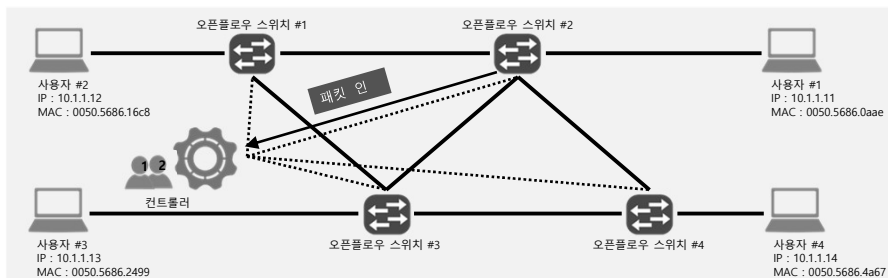 오픈플로우 스위치 #1
오픈플로우 스위치 #2
사용자 #2
IP : 10.1.1.12
MAC : 0050.5686.16c8
패킷 인
사용자 #1
IP : 10.1.1.11
MAC : 0050.5686.0aae
1 2
컨트롤러
사용자 #3
IP : 10.1.1.13
MAC : 0050.5686.2499
오픈플로우 스위치 #3
오픈플로우 스위치 #4
사용자 #4
IP : 10.1.1.14
MAC : 0050.5686.4a67